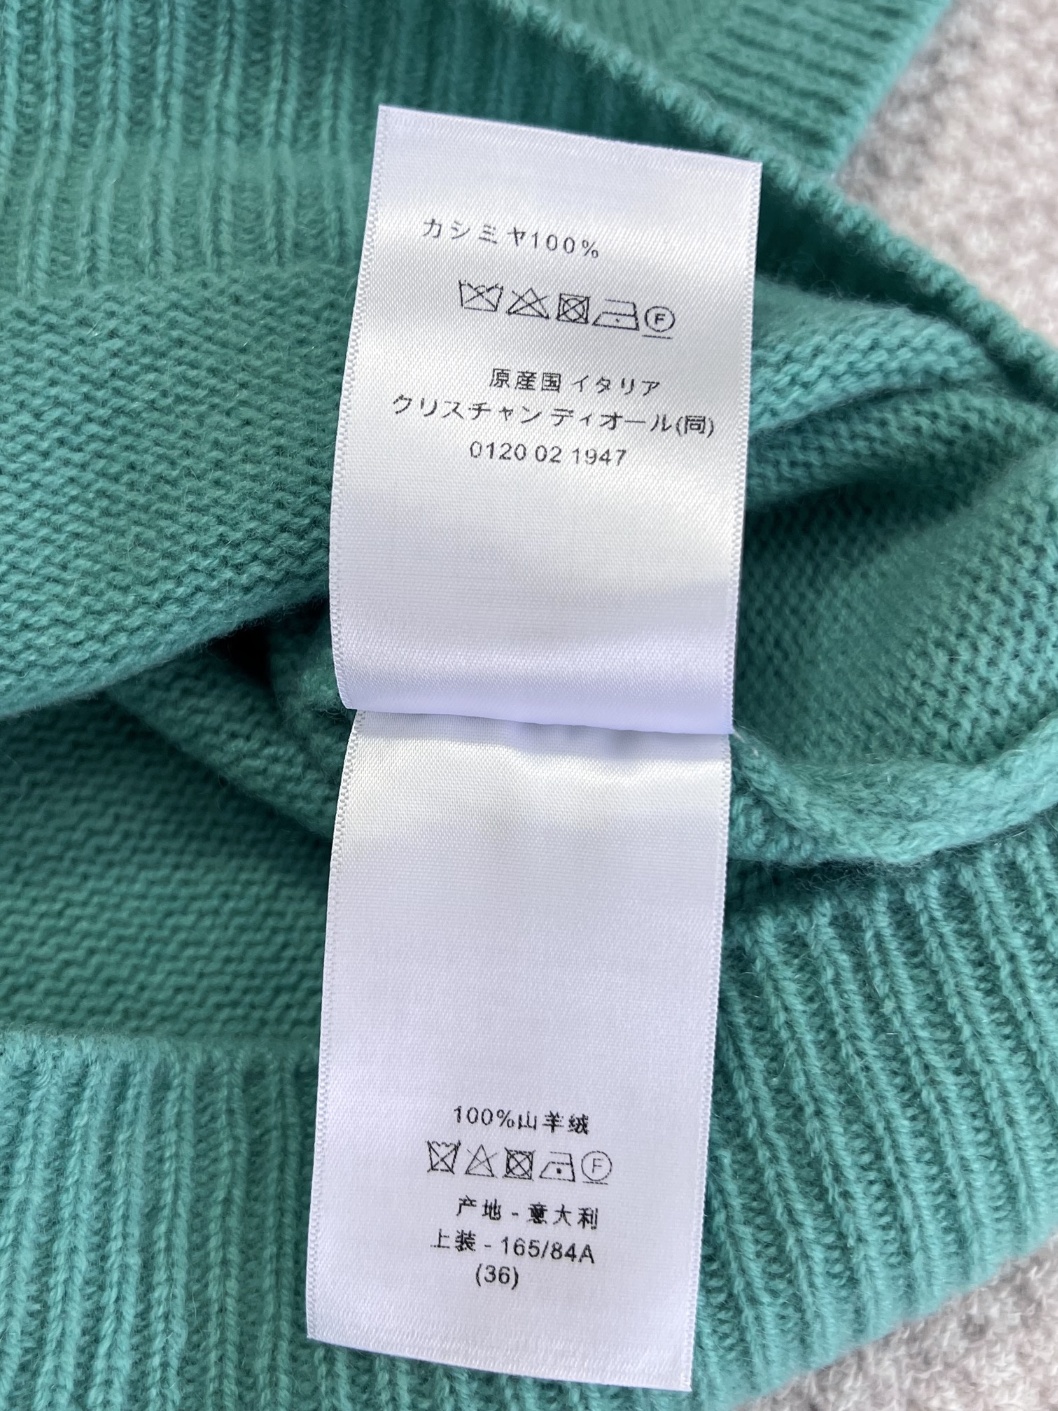 カシミヤ100%
F
原産国 イタリア
クリスチャン ディオール(同)
0120 02 1947
100%山羊绒
F
产地 - 意大利
上装 - 165/84A
(36)